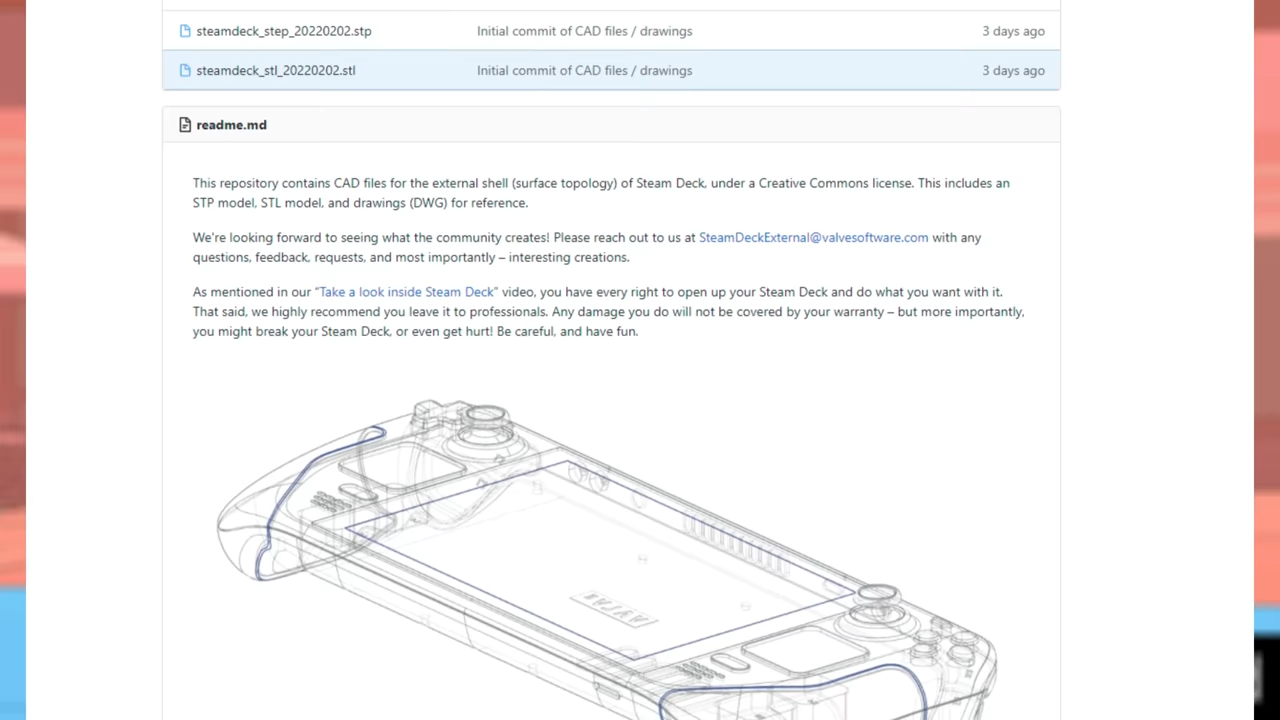 steamdeck_step_20220202.stp Initial commit of CAD files / drawings 3 days ago
steamdeck_stl_20220202.stl Initial commit of CAD files / drawings 3 days ago
readme.md
This repository contains CAD files for the external shell (surface topology) of Steam Deck, under a Creative Commons license. This includes an
STP model, STL model, and drawings (DWG) for reference.
We're looking forward to seeing what the community creates! Please reach out to us at SteamDeckExternal@valvesoftware.com with any
questions, feedback, requests, and most importantly – interesting creations.
As mentioned in our “Take a look inside Steam Deck” video, you have every right to open up your Steam Deck and do what you want with it.
That said, we highly recommend you leave it to professionals. Any damage you do will not be covered by your warranty – but more importantly,
you might break your Steam Deck, or even get hurt! Be careful, and have fun.